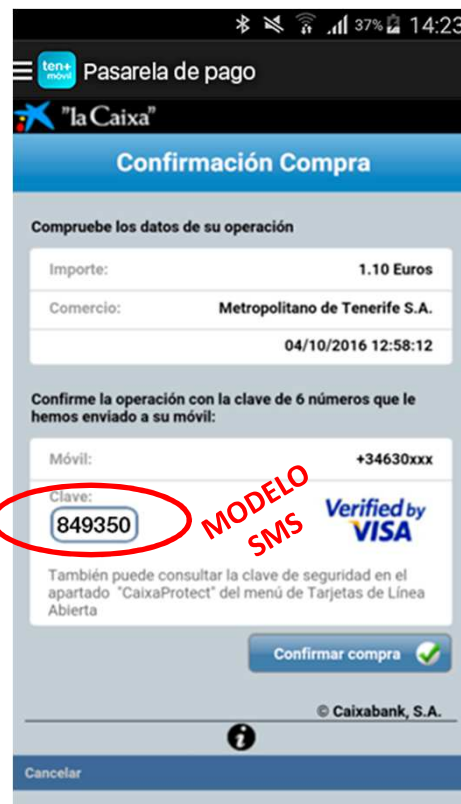 37% 14:23
ten+
móvil
Pasarela de pago
"la Caixa"
Confirmación Compra
Compruebe los datos de su operación
Importe: 1.10 Euros
Comercio: Metropolitano de Tenerife S.A.
04/10/2016 12:58:12
Confirme la operación con la clave de 6 números que le
hemos enviado a su móvil:
Móvil: +34630xxx
Clave:
849350
MODELO
SMS
Verified by
VISA
También puede consultar la clave de seguridad en el
apartado "CaixaProtect" del menú de Tarjetas de Línea
Abierta
Confirmar compra
© Caixabank, S.A.
i
Cancelar